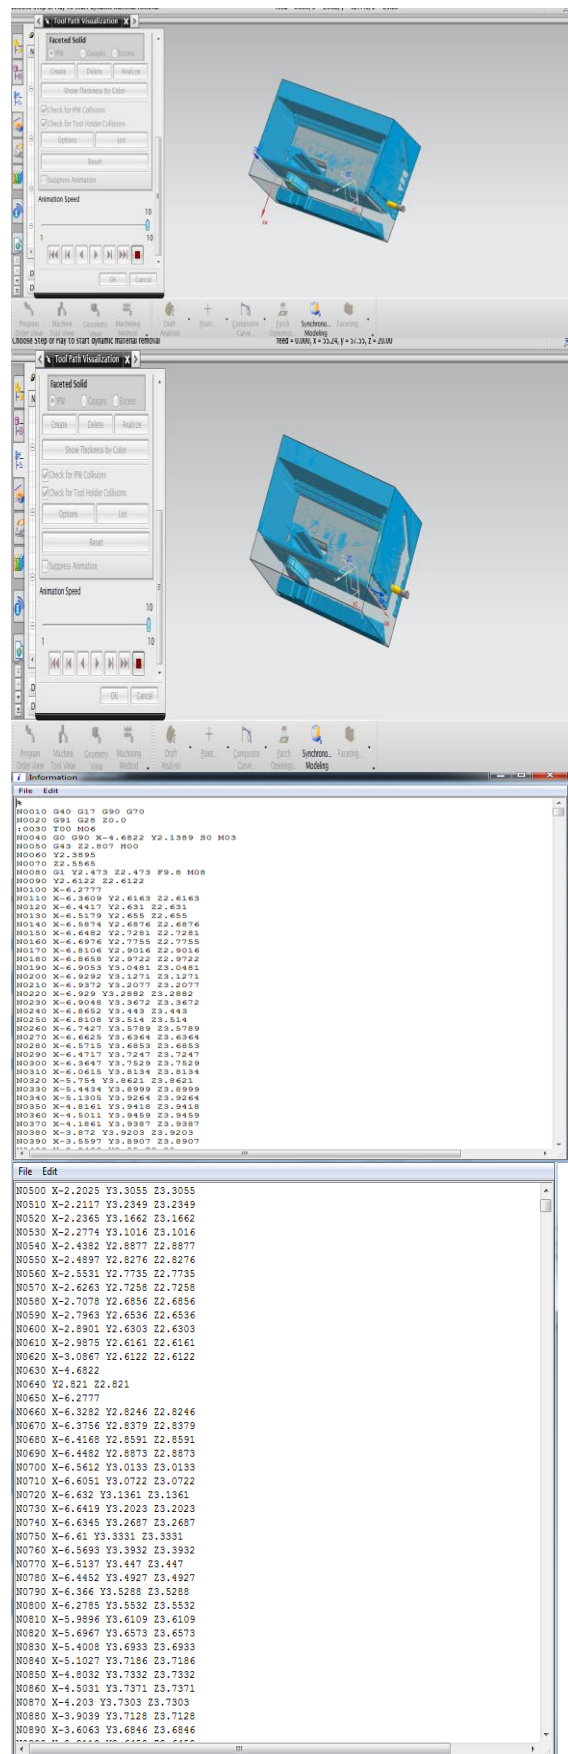 Tool Path Visualization
Faceted Solid
IPW Gouges Excess
Create Delete Analyze
Show Thickness by Color
Check for IPW Collisions
Check for Tool Holder Collisions
Options List
Reset
Suppress Animation
Animation Speed
10
1 10
OK Cancel
Program Machine Geometry Machining Draft Point... Composite Patch Synchrono... Faceting...
Order View Tool View View Method Analysis Curve... Openings... Modeling
Choose Step or Play to start dynamic material removal feed = 0.000, X = 55.24, Y = 57.55, Z = 20.00
Tool Path Visualization
Faceted Solid
IPW Gouges Excess
Create Delete Analyze
Show Thickness by Color
Check for IPW Collisions
Check for Tool Holder Collisions
Options List
Reset
Suppress Animation
Animation Speed
10
1 10
OK Cancel
Program Machine Geometry Machining Draft Point... Composite Patch Synchrono... Faceting...
Order View Tool View View Method Analysis Curve... Openings... Modeling
i Information
File Edit
%
N0010 G40 G17 G90 G70
N0020 G91 G28 Z0.0
:0030 T00 M06
N0040 G0 G90 X-4.6822 Y2.1389 S0 M03
N0050 G43 Z2.807 H00
N0060 Y2.3895
N0070 Z2.5565
N0080 G1 Y2.473 Z2.473 F9.8 M08
N0090 Y2.6122 Z2.6122
N0100 X-6.2777
N0110 X-6.3609 Y2.6163 Z2.6163
N0120 X-6.4417 Y2.631 Z2.631
N0130 X-6.5179 Y2.655 Z2.655
N0140 X-6.5874 Y2.6876 Z2.6876
N0150 X-6.6482 Y2.7281 Z2.7281
N0160 X-6.6976 Y2.7755 Z2.7755
N0170 X-6.8106 Y2.9016 Z2.9016
N0180 X-6.8658 Y2.9722 Z2.9722
N0190 X-6.9053 Y3.0481 Z3.0481
N0200 X-6.9292 Y3.1271 Z3.1271
N0210 X-6.9372 Y3.2077 Z3.2077
N0220 X-6.929 Y3.2882 Z3.2882
N0230 X-6.9048 Y3.3672 Z3.3672
N0240 X-6.8652 Y3.443 Z3.443
N0250 X-6.8108 Y3.514 Z3.514
N0260 X-6.7427 Y3.5789 Z3.5789
N0270 X-6.6625 Y3.6364 Z3.6364
N0280 X-6.5715 Y3.6853 Z3.6853
N0290 X-6.4717 Y3.7247 Z3.7247
N0300 X-6.3647 Y3.7529 Z3.7529
N0310 X-6.0615 Y3.8134 Z3.8134
N0320 X-5.754 Y3.8621 Z3.8621
N0330 X-5.4434 Y3.8999 Z3.8999
N0340 X-5.1305 Y3.9264 Z3.9264
N0350 X-4.8161 Y3.9418 Z3.9418
N0360 X-4.5011 Y3.9459 Z3.9459
N0370 X-4.1861 Y3.9387 Z3.9387
N0380 X-3.872 Y3.9203 Z3.9203
N0390 X-3.5597 Y3.8907 Z3.8907
File Edit
N0500 X-2.2025 Y3.3055 Z3.3055
N0510 X-2.2117 Y3.2349 Z3.2349
N0520 X-2.2365 Y3.1662 Z3.1662
N0530 X-2.2774 Y3.1016 Z3.1016
N0540 X-2.4382 Y2.8877 Z2.8877
N0550 X-2.4897 Y2.8276 Z2.8276
N0560 X-2.5531 Y2.7735 Z2.7735
N0570 X-2.6263 Y2.7258 Z2.7258
N0580 X-2.7078 Y2.6856 Z2.6856
N0590 X-2.7963 Y2.6536 Z2.6536
N0600 X-2.8901 Y2.6303 Z2.6303
N0610 X-2.9875 Y2.6161 Z2.6161
N0620 X-3.0867 Y2.6122 Z2.6122
N0630 X-4.6822
N0640 Y2.821 Z2.821
N0650 X-6.2777
N0660 X-6.3282 Y2.8246 Z2.8246
N0670 X-6.3756 Y2.8379 Z2.8379
N0680 X-6.4168 Y2.8591 Z2.8591
N0690 X-6.4482 Y2.8873 Z2.8873
N0700 X-6.5612 Y3.0133 Z3.0133
N0710 X-6.6051 Y3.0722 Z3.0722
N0720 X-6.632 Y3.1361 Z3.1361
N0730 X-6.6419 Y3.2023 Z3.2023
N0740 X-6.6345 Y3.2687 Z3.2687
N0750 X-6.61 Y3.3331 Z3.3331
N0760 X-6.5693 Y3.3932 Z3.3932
N0770 X-6.5137 Y3.447 Z3.447
N0780 X-6.4452 Y3.4927 Z3.4927
N0790 X-6.366 Y3.5288 Z3.5288
N0800 X-6.2785 Y3.5532 Z3.5532
N0810 X-5.9896 Y3.6109 Z3.6109
N0820 X-5.6967 Y3.6573 Z3.6573
N0830 X-5.4008 Y3.6933 Z3.6933
N0840 X-5.1027 Y3.7186 Z3.7186
N0850 X-4.8032 Y3.7332 Z3.7332
N0860 X-4.5031 Y3.7371 Z3.7371
N0870 X-4.203 Y3.7303 Z3.7303
N0880 X-3.9039 Y3.7128 Z3.7128
N0890 X-3.6063 Y3.6846 Z3.6846